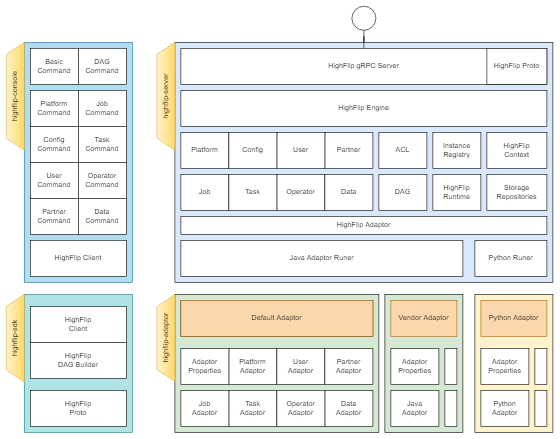 highflip-console
Basic Command
DAG Command
Platform Command
Job Command
Config Command
Task Command
User Command
Operator Command
Partner Command
Data Command
HighFlip Client
highflip-server
HighFlip gRPC Server
HighFlip Proto
HighFlip Engine
Platform
Config
User
Partner
ACL
Instance Registry
HighFlip Context
Job
Task
Operator
Data
DAG
HighFlip Runtime
Storage Repositories
HighFlip Adaptor
Java Adaptor Runer
Python Runer
highflip-sdk
HighFlip Client
HighFlip DAG Builder
HighFlip Proto
highflip-adaptor
Default Adaptor
Vendor Adaptor
Python Adaptor
Adaptor Properties
Platform Adaptor
User Adaptor
Partner Adaptor
Adaptor Properties
Adaptor Properties
Job Adaptor
Task Adaptor
Operator Adaptor
Data Adaptor
Java Adaptor
Python Adaptor